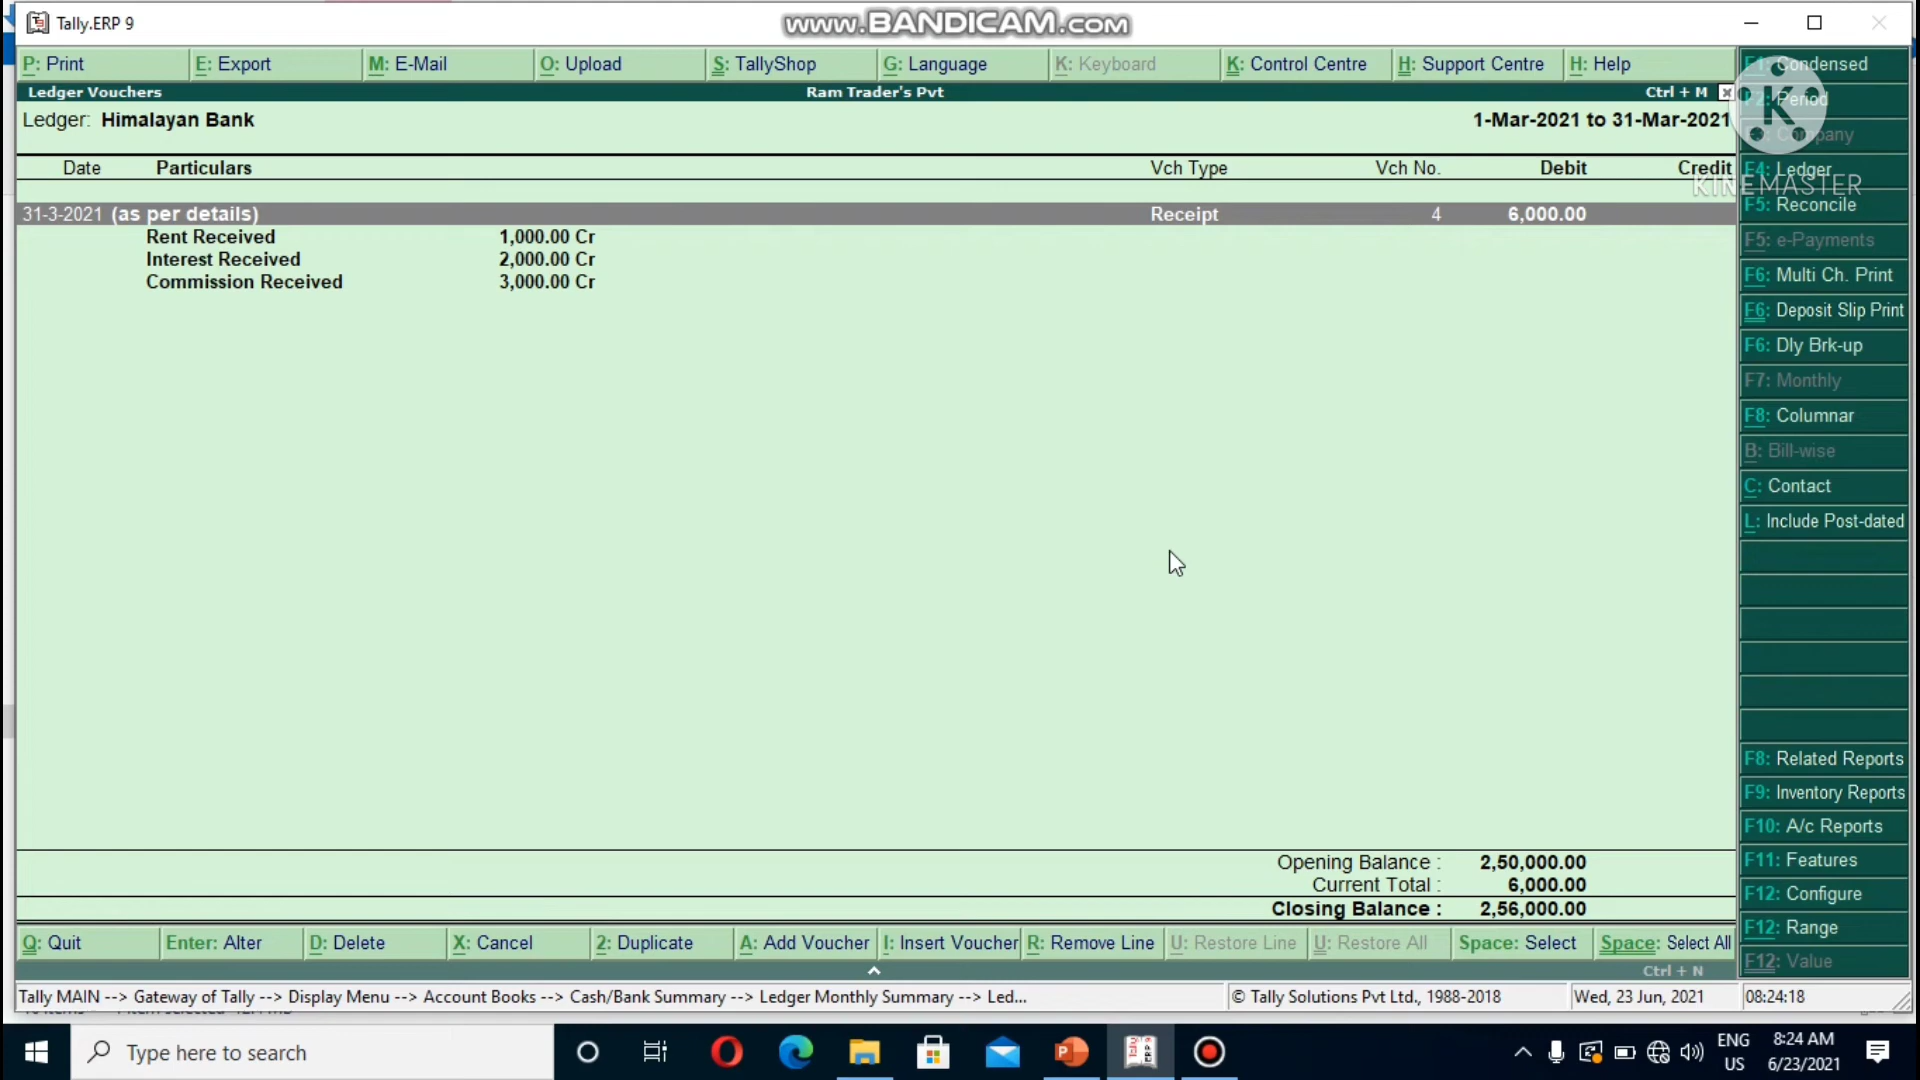 Tally.ERP 9
www.BANDICAM.com
P: Print E: Export M: E-Mail O: Upload S: TallyShop G: Language K: Keyboard K: Control Centre H: Support Centre H: Help
Ledger Vouchers Ram Trader's Pvt Ctrl + M
Ledger: Himalayan Bank 1-Mar-2021 to 31-Mar-2021
Date Particulars Vch Type Vch No. Debit Credit
31-3-2021 (as per details) Receipt 4 6,000.00
Rent Received 1,000.00 Cr
Interest Received 2,000.00 Cr
Commission Received 3,000.00 Cr
Opening Balance : 2,50,000.00
Current Total : 6,000.00
Closing Balance : 2,56,000.00
F1: Condensed
F2: Period
F3: Company
K
F4: Ledger
KINEMASTER
F5: Reconcile
F5: e-Payments
F6: Multi Ch. Print
F6: Deposit Slip Print
F6: Dly Brk-up
F7: Monthly
F8: Columnar
B: Bill-wise
C: Contact
L: Include Post-dated
F8: Related Reports
F9: Inventory Reports
F10: A/c Reports
F11: Features
F12: Configure
F12: Range
F12: Value
Q: Quit Enter: Alter D: Delete X: Cancel 2: Duplicate A: Add Voucher I: Insert Voucher R: Remove Line U: Restore Line U: Restore All Space: Select Space: Select All
Ctrl + N
Tally MAIN --> Gateway of Tally --> Display Menu --> Account Books --> Cash/Bank Summary --> Ledger Monthly Summary --> Led... © Tally Solutions Pvt Ltd., 1988-2018 Wed, 23 Jun, 2021 08:24:18
Type here to search
ENG
US
8:24 AM
6/23/2021